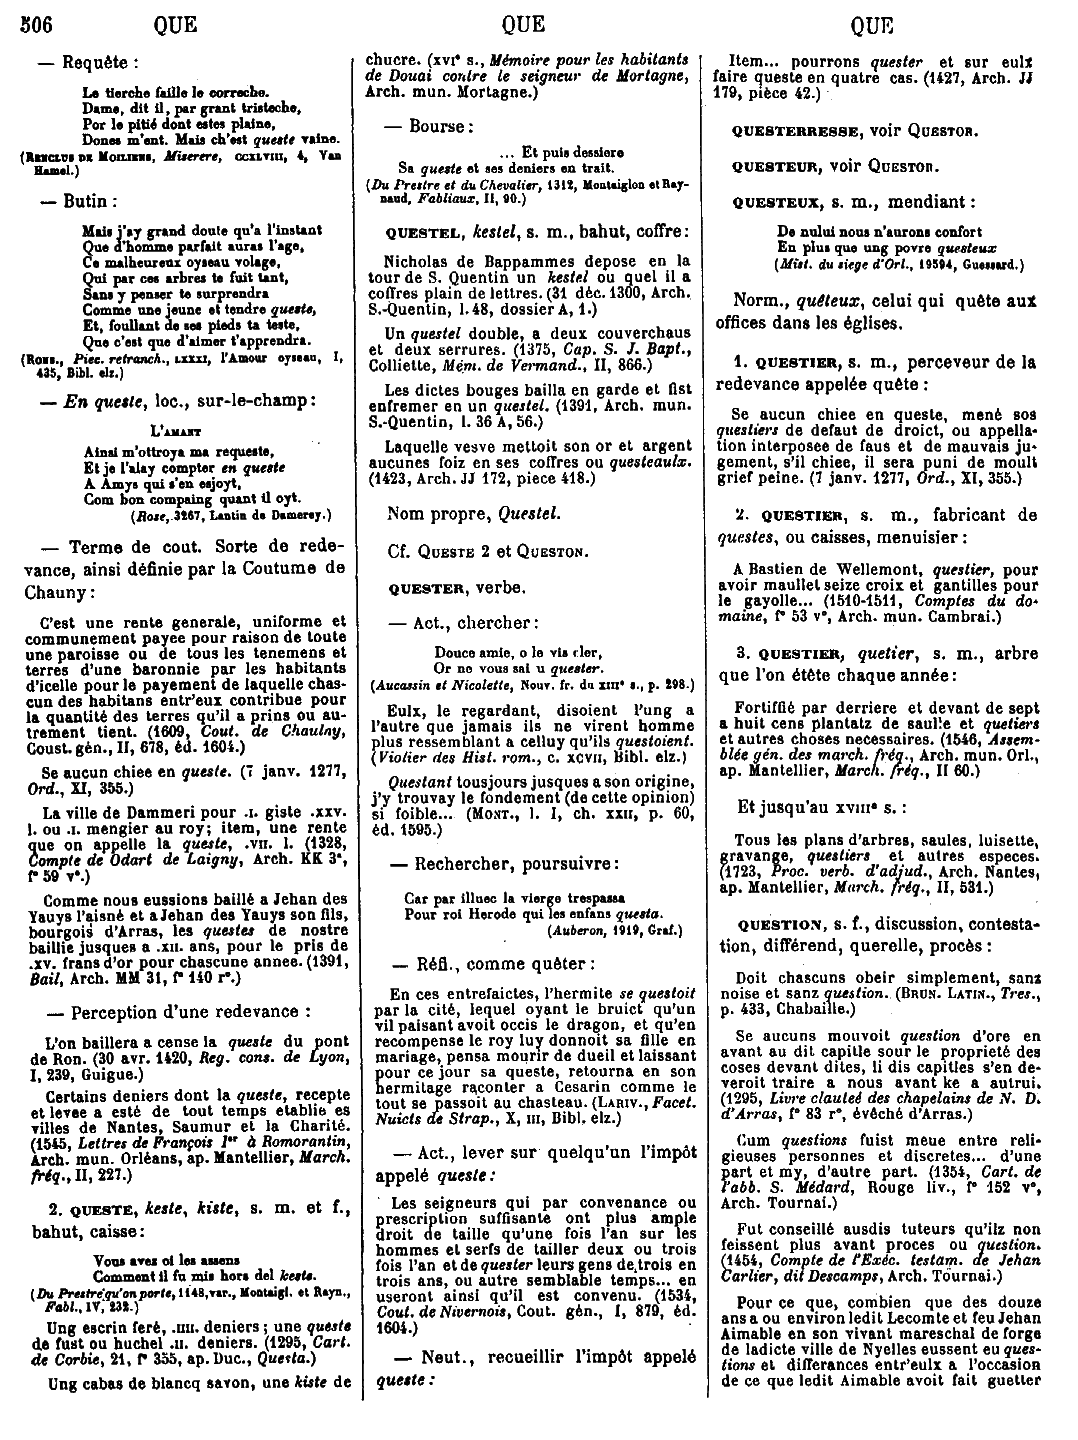 506 QUE QUE QUE
— Requête :
Le tierche faille le correche.
Dame, dit il, par grant tristeche,
Por le pitié dont estes plaine,
Dones m'ent. Mais ch'est queste vaine.
(Renclus de Moiliens, Miserere, ccxlviii, 4, Van
Hamel.)
— Butin :
Mais j'ay grand doute qu'a l'instant
Que d'homme parfait auras l'age,
Ce malheureux oyseau volage,
Qui par ces arbres te fuit tant,
Sans y penser te surprendra
Comme une jeune et tendre queste,
Et, foullant de ses pieds ta teste,
Que c'est que d'aimer t'apprendra.
(Rons., Piec. retranch., lxxxi, l'Amour oyseau, I,
435, Bibl. elz.)
— En queste, loc., sur-le-champ :
L'Amant
Ainsi m'ottroya ma requeste,
Et je l'alay compter en queste
A Amys qui s'en esjoyt,
Com bon compaing quant il oyt.
(Rose, 3267, Lantin de Damerey.)
— Terme de cout. Sorte de rede-
vance, ainsi définie par la Coutume de
Chauny :
C'est une rente generale, uniforme et
communement payee pour raison de toute
une paroisse ou de tous les tenemens et
terres d'une baronnie par les habitants
d'icelle pour le payement de laquelle chas-
cun des habitans entr'eux contribue pour
la quantité des terres qu'il a prins ou au-
trement tient. (1609, Cout. de Chaulny,
Coust. gén., II, 678, éd. 1604.)
Se aucun chiee en queste. (7 janv. 1277,
Ord., XI, 355.)
La ville de Dammeri pour .i. giste .xxv.
l. ou .i. mengier au roy; item, une rente
que on appelle la queste, .vii. l. (1328,
Compte de Odart de Laigny, Arch. KK 3ª,
fº 59 vº.)
Comme nous eussions baillé a Jehan des
Yauys l'aisné et a Jehan des Yauys son fils,
bourgois d'Arras, les questes de nostre
baillie jusques a .xii. ans, pour le pris de
.xv. frans d'or pour chascune annee. (1391,
Bail, Arch. MM 31, fº 140 rº.)
— Perception d'une redevance :
L'on baillera a cense la queste du pont
de Ron. (30 avr. 1420, Reg. cons. de Lyon,
I, 239, Guigue.)
Certains deniers dont la queste, recepte
et levee a esté de tout temps etablie es
villes de Nantes, Saumur et la Charité.
(1545, Lettres de François Ier à Romorantin,
Arch. mun. Orléans, ap. Mantellier, March.
fréq., II, 227.)
2. QUESTE, keste, kiste, s. m. et f.,
bahut, caisse :
Vous aves oi les assens
Comment il fu mis hors del keste.
(Du Prestre qu'on porte, 1148, var., Montaigl. et Rayn.,
Fabl., IV, 232.)
Ung escrin feré, .iiii. deniers ; une queste
de fust ou huchel .ii. deniers. (1295, Cart.
de Corbie, 21, fº 355, ap. Duc., Questa.)
Ung cabas de blancq savon, une kiste de
chucre. (xvie s., Mémoire pour les habitants
de Douai contre le seigneur de Mortagne,
Arch. mun. Mortagne.)
— Bourse :
... Et puis dessiere
Sa queste et ses deniers en trait.
(Du Prestre et du Chevalier, 1312, Montaiglon et Ray-
naud, Fabliaux, II, 90.)
QUESTEL, kestel, s. m., bahut, coffre :
Nicholas de Bappammes depose en la
tour de S. Quentin un kestel ou quel il a
coffres plain de lettres. (31 déc. 1300, Arch.
S.-Quentin, l. 48, dossier A, 1.)
Un questel double, a deux couverchaus
et deux serrures. (1375, Cap. S. J. Bapt.,
Colliette, Mém. de Vermand., II, 866.)
Les dictes bouges bailla en garde et fist
enfremer en un questel. (1391, Arch. mun.
S.-Quentin, l. 36 A, 56.)
Laquelle vesve mettoit son or et argent
aucunes foiz en ses coffres ou questeaulx.
(1423, Arch. JJ 172, piece 418.)
Nom propre, Questel.
Cf. Queste 2 et Queston.
QUESTER, verbe.
— Act., chercher :
Douce amie, o le vis cler,
Or ne vous sai u quester.
(Aucassin et Nicolette, Nouv. fr. du xiiie s., p. 298.)
Eulx, le regardant, disoient l'ung a
l'autre que jamais ils ne virent homme
plus ressemblant a celluy qu'ils questoient.
(Violier des Hist. rom., c. xcvii, Bibl. elz.)
Questant tousjours jusques a son origine,
j'y trouvay le fondement (de cette opinion)
si foible... (Mont., l. I, ch. xxii, p. 60,
éd. 1595.)
— Rechercher, poursuivre :
Car par illuec la vierge trespassa
Pour roi Herode qui les enfans questa.
(Auberon, 1919, Graf.)
— Réfl., comme quêter :
En ces entrefaictes, l'hermite se questoit
par la cité, lequel oyant le bruict qu'un
vil paisant avoit occis le dragon, et qu'en
recompense le roy luy donnoit sa fille en
mariage, pensa mourir de dueil et laissant
pour ce jour sa queste, retourna en son
hermitage raconter a Cesarin comme le
tout se passoit au chasteau. (Lariv., Facet.
Nuicts de Strap., X, iii, Bibl. elz.)
— Act., lever sur quelqu'un l'impôt
appelé queste :
Les seigneurs qui par convenance ou
prescription suffisante ont plus ample
droit de taille qu'une fois l'an sur les
hommes et serfs de tailler deux ou trois
fois l'an et de quester leurs gens de trois en
trois ans, ou autre semblable temps... en
useront ainsi qu'il est convenu. (1534,
Cout. de Nivernois, Cout. gén., I, 879, éd.
1604.)
— Neut., recueillir l'impôt appelé
queste :
Item... pourrons quester et sur eulx
faire queste en quatre cas. (1427, Arch. JJ
179, pièce 42.)
QUESTERRESSE, voir Questor.
QUESTEUR, voir Queston.
QUESTEUX, s. m., mendiant :
De nului nous n'aurons confort
En plus que ung povre questeux
(Mist. du siege d'Orl., 19594, Guessard.)
Norm., quêteux, celui qui quête aux
offices dans les églises.
1. QUESTIER, s. m., perceveur de la
redevance appelée quête :
Se aucun chiee en queste, mené sos
questiers de defaut de droict, ou appella-
tion interposee de faus et de mauvais ju-
gement, s'il chiee, il sera puni de moult
grief peine. (7 janv. 1277, Ord., XI, 355.)
2. QUESTIER, s. m., fabricant de
questes, ou caisses, menuisier :
A Bastien de Wellemont, questier, pour
avoir maullet seize croix et gantilles pour
le gayolle... (1510-1511, Comptes du do-
maine, fº 53 vº, Arch. mun. Cambrai.)
3. QUESTIER, quetier, s. m., arbre
que l'on étête chaque année :
Fortiffié par derriere et devant de sept
a huit cens plantatz de saulle et quetiers
et autres choses necessaires. (1546, Assem-
blée gén. des march. fréq., Arch. mun. Orl.,
ap. Mantellier, March. fréq., II 60.)
Et jusqu'au xviiie s. :
Tous les plans d'arbres, saules, luisette,
gravange, questiers et autres especes.
(1723, Proc. verb. d'adjud., Arch. Nantes,
ap. Mantellier, March. fréq., II, 531.)
QUESTION, s. f., discussion, contesta-
tion, différend, querelle, procès :
Doit chascuns obeir simplement, sanz
noise et sanz question. (Brun. Latin., Tres.,
p. 433, Chabaille.)
Se aucuns mouvoit question d'ore en
avant au dit capitle sour le proprieté des
coses devant dites, li dis capitles s'en de-
veroit traire a nous avant ke a autrui.
(1295, Livre clauteé des chapelains de N. D.
d'Arras, fº 83 rº, évêché d'Arras.)
Cum questions fuist meue entre reli-
gieuses personnes et discretes... d'une
part et my, d'autre part. (1354, Cart. de
l'abb. S. Médard, Rouge liv., fº 152 vº,
Arch. Tournai.)
Fut conseillé ausdis tuteurs qu'ilz non
feissent plus avant proces ou question.
(1454, Compte de l'Exéc. testam. de Jehan
Carlier, dit Descamps, Arch. Tournai.)
Pour ce que, combien que des douze
ans a ou environ ledit Lecomte et feu Jehan
Aimable en son vivant mareschal de forge
de ladicte ville de Nyelles eussent eu ques-
tions et differances entr'eulx a l'occasion
de ce que ledit Aimable avoit fait guetter